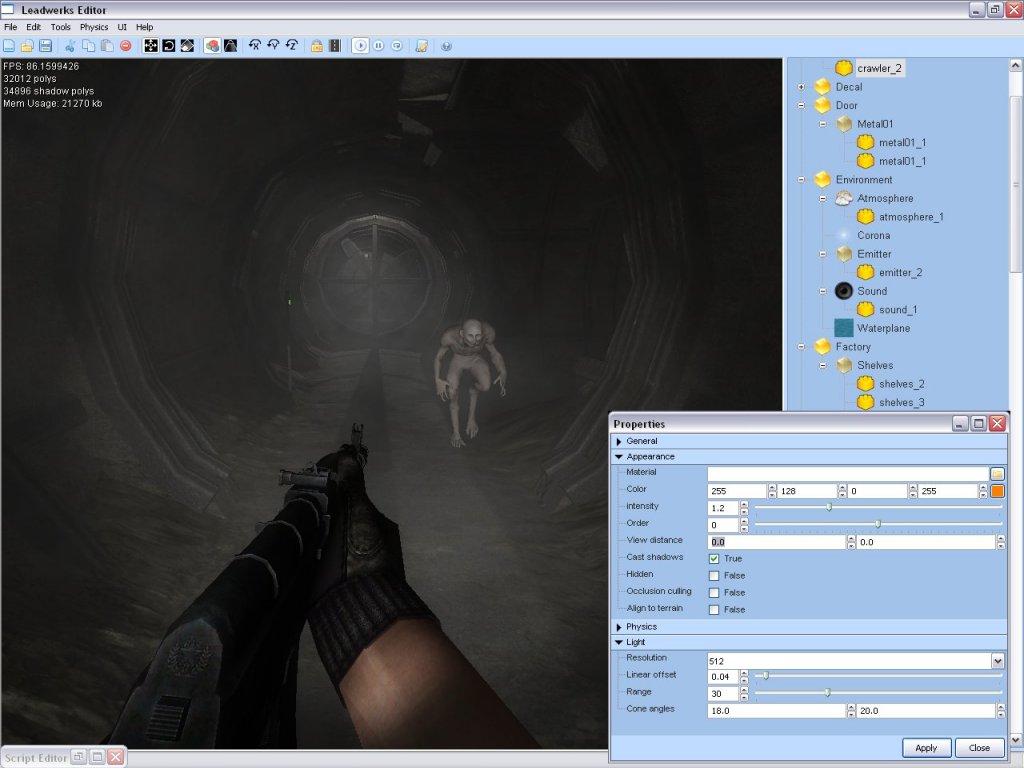 Leadwerks Editor
File Edit Tools Physics UI Help
FPS: 86.1599426
32012 polys
34896 shadow polys
Mem Usage: 21270 kb
crawler_2
Decal
Door
Metal01
metal01_1
metal01_1
Environment
Atmosphere
atmosphere_1
Corona
Emitter
emitter_2
Sound
sound_1
Waterplane
Factory
Shelves
shelves_2
shelves_3
Properties
General
Appearance
Material
Color 255 128 0 255
intensity 1.2
Order 0
View distance 0.0 0.0
Cast shadows True
Hidden False
Occlusion culling False
Align to terrain False
Physics
Light
Resolution 512
Linear offset 0.04
Range 30
Cone angles 18.0 20.0
Apply Close
Script Editor